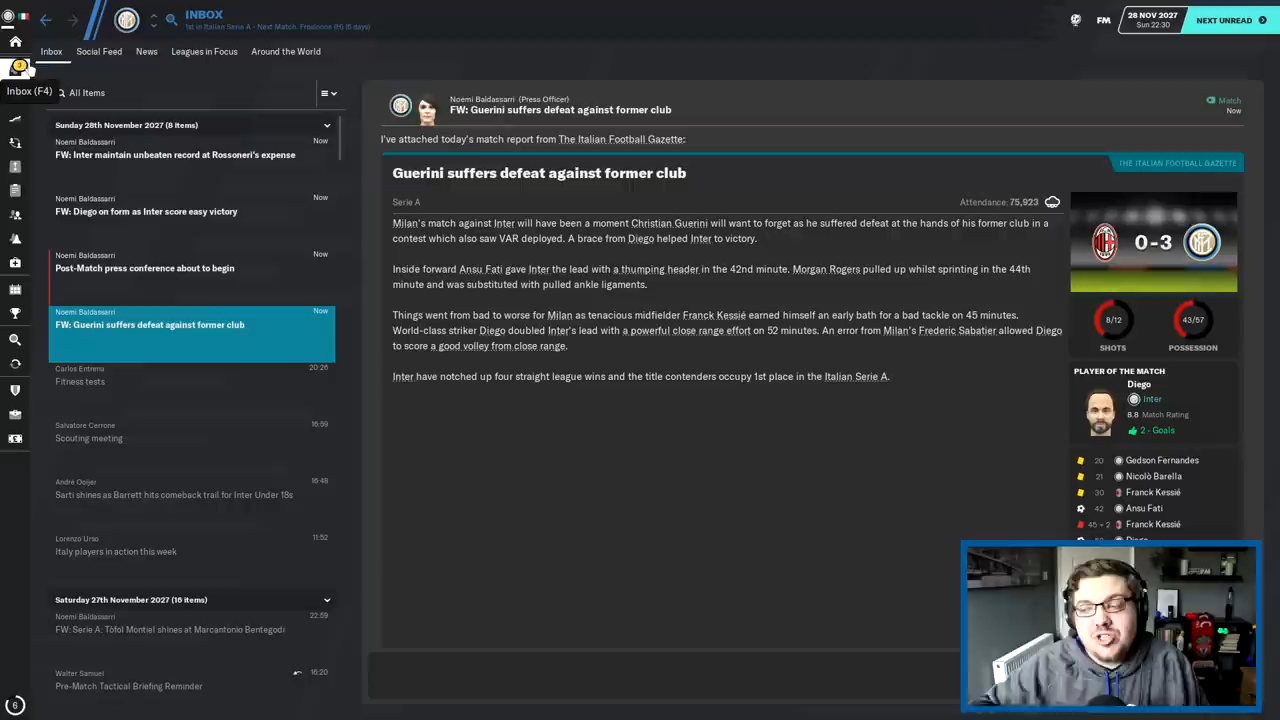 INBOX
1st in Italian Serie A - Next Match: Frosinone (H) (6 days)
FM
28 NOV 2027
Sun 22:30
NEXT UNREAD
Inbox
Social Feed
News
Leagues in Focus
Around the World
3
Inbox (F4)
All Items
Sunday 28th November 2027 (8 items)
Noemi Baldassarri
Now
FW: Inter maintain unbeaten record at Rossoneri's expense
Noemi Baldassarri
Now
FW: Diego on form as Inter score easy victory
Noemi Baldassarri
Now
Post-Match press conference about to begin
Noemi Baldassarri
Now
FW: Guerini suffers defeat against former club
Carlos Entrena
20:26
Fitness tests
Salvatore Cerrone
16:59
Scouting meeting
André Ooijer
16:48
Sarti shines as Barrett hits comeback trail for Inter Under 18s
Lorenzo Urso
11:52
Italy players in action this week
Saturday 27th November 2027 (16 items)
Noemi Baldassarri
22:59
FW: Serie A: Tòfol Montiel shines at Marcantonio Bentegodi
Walter Samuel
16:20
Pre-Match Tactical Briefing Reminder
6
Noemi Baldassarri (Press Officer)
FW: Guerini suffers defeat against former club
Match
Now
I've attached today's match report from The Italian Football Gazette:
THE ITALIAN FOOTBALL GAZETTE
Guerini suffers defeat against former club
Serie A
Attendance: 75,923
Milan's match against Inter will have been a moment Christian Guerini will want to forget as he suffered defeat at the hands of his former club in a
contest which also saw VAR deployed. A brace from Diego helped Inter to victory.
Inside forward Ansu Fati gave Inter the lead with a thumping header in the 42nd minute. Morgan Rogers pulled up whilst sprinting in the 44th
minute and was substituted with pulled ankle ligaments.
Things went from bad to worse for Milan as tenacious midfielder Franck Kessié earned himself an early bath for a bad tackle on 45 minutes.
World-class striker Diego doubled Inter's lead with a powerful close range effort on 52 minutes. An error from Milan's Frederic Sabatier allowed Diego
to score a good volley from close range.
Inter have notched up four straight league wins and the title contenders occupy 1st place in the Italian Serie A.
0-3
8/12
SHOTS
43/57
POSSESSION
PLAYER OF THE MATCH
Diego
Inter
8.8 Match Rating
2 - Goals
20 Gedson Fernandes
21 Nicolò Barella
30 Franck Kessié
42 Ansu Fati
45 + 2 Franck Kessié